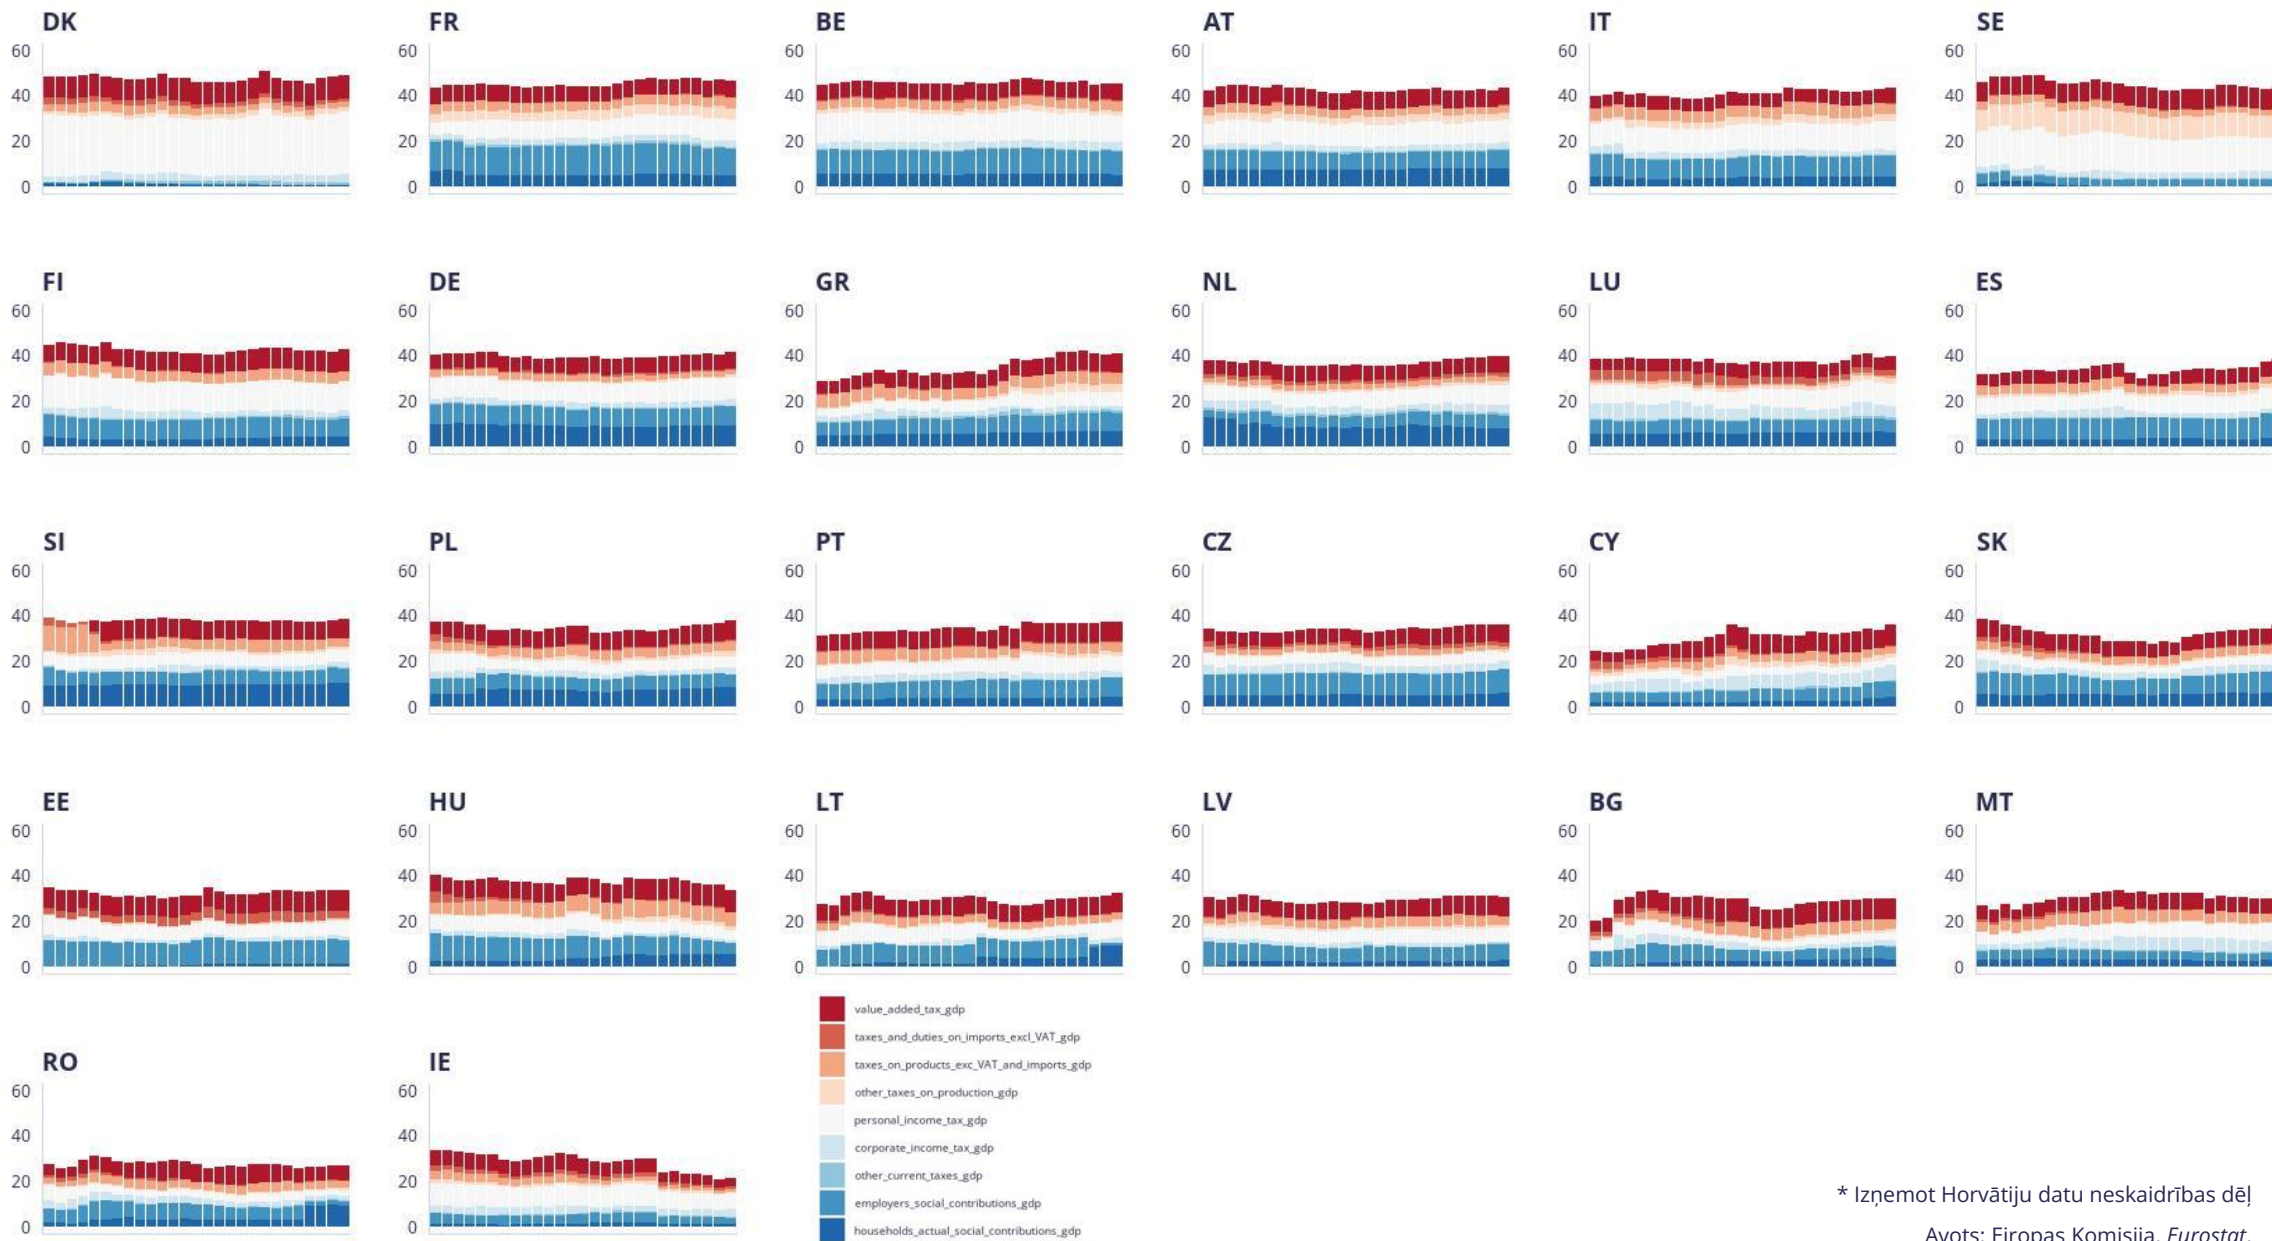 DK FR BE AT IT SE
60 60 60 60 60 60
40 40 40 40 40 40
20 20 20 20 20 20
0 0 0 0 0 0
FI DE GR NL LU ES
60 60 60 60 60 60
40 40 40 40 40 40
20 20 20 20 20 20
0 0 0 0 0 0
SI PL PT CZ CY SK
60 60 60 60 60 60
40 40 40 40 40 40
20 20 20 20 20 20
0 0 0 0 0 0
EE HU LT LV BG MT
60 60 60 60 60 60
40 40 40 40 40 40
20 20 20 20 20 20
0 0 0 0 0 0
RO IE
60 60
40 40
20 20
0 0
value_added_tax_gdp
taxes_and_duties_on_imports_excl_VAT_gdp
taxes_on_products_exc_VAT_and_imports_gdp
other_taxes_on_production_gdp
personal_income_tax_gdp
corporate_income_tax_gdp
other_current_taxes_gdp
employers_social_contributions_gdp
households_actual_social_contributions_gdp
* Izņemot Horvātiju datu neskaidrības dēļ
Avots: Eiropas Komisija, Eurostat.